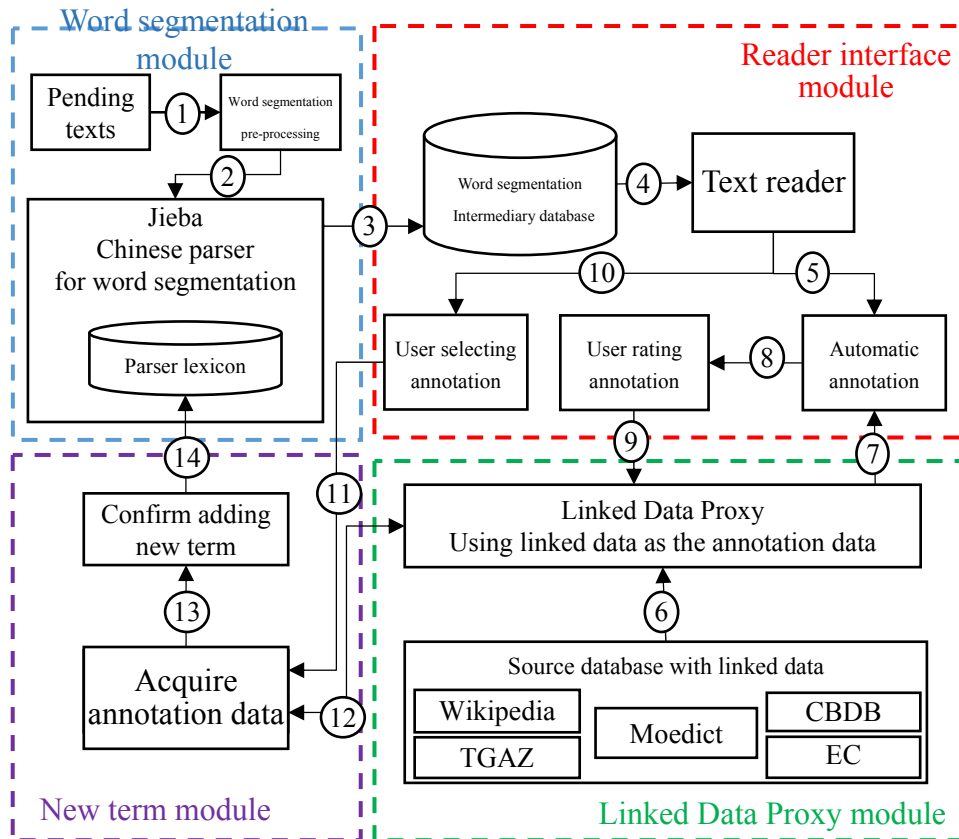 Word segmentation
module
Reader interface
module
Pending
texts
1
Word segmentation
pre-processing
2
Jieba
Chinese parser
for word segmentation
Parser lexicon
3
Word segmentation
Intermediary database
4
Text reader
10
5
User selecting
annotation
User rating
annotation
8
Automatic
annotation
14
9
7
11
Confirm adding
new term
Linked Data Proxy
Using linked data as the annotation data
13
6
Acquire
annotation data
12
Source database with linked data
Wikipedia
TGAZ
Moedict
CBDB
EC
New term module
Linked Data Proxy module